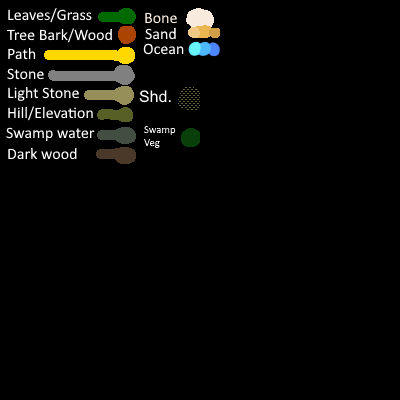 Leaves/Grass
Tree Bark/Wood
Path
Stone
Light Stone
Hill/Elevation
Swamp water
Dark wood
Bone
Sand
Ocean
Shd.
Swamp
Veg